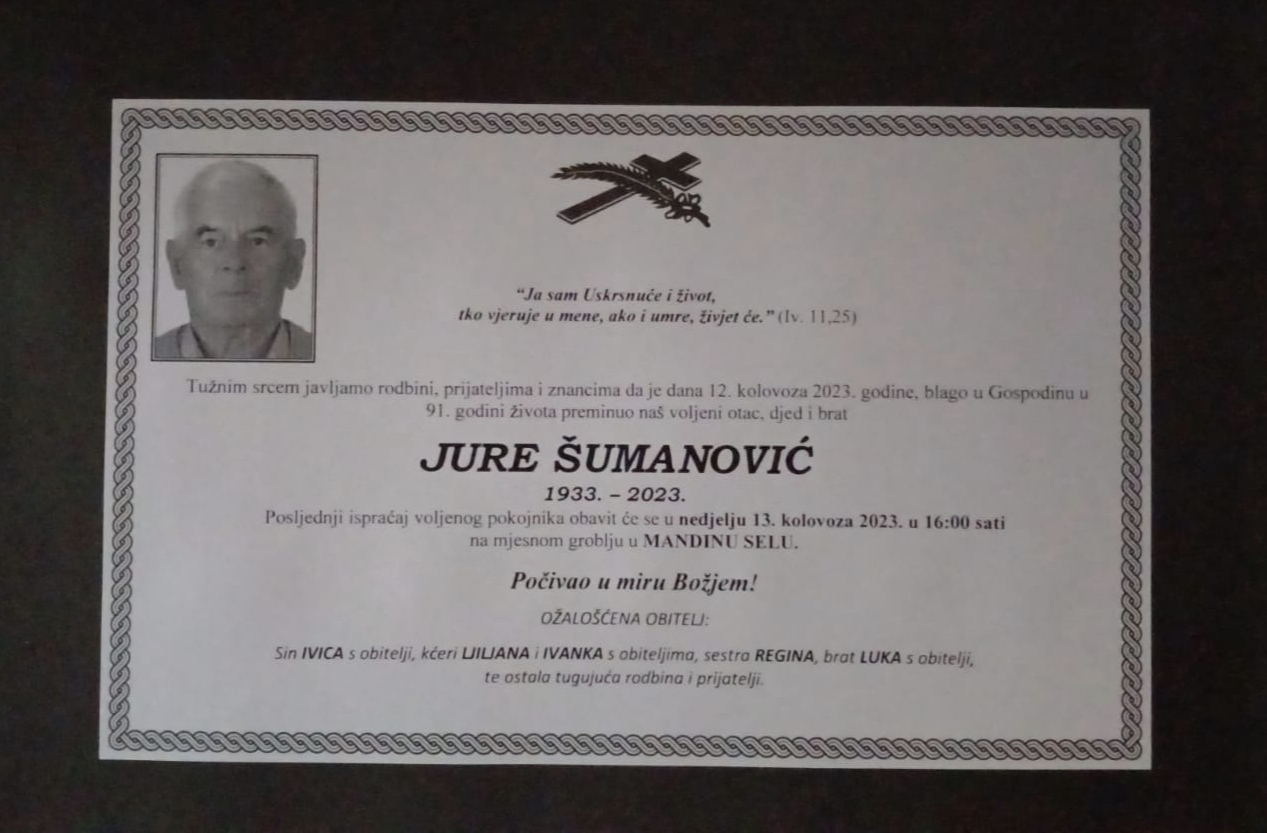 “Ja sam Uskrsnuće i život,
tko vjeruje u mene, ako i umre, živjet će.” (Iv. 11,25)
Tužnim srcem javljamo rodbini, prijateljima i znancima da je dana 12. kolovoza 2023. godine, blago u Gospodinu u
91. godini života preminuo naš voljeni otac, djed i brat
JURE ŠUMANOVIĆ
1933. – 2023.
Posljednji ispraćaj voljenog pokojnika obavit će se u nedjelju 13. kolovoza 2023. u 16:00 sati
na mjesnom groblju u MANDINU SELU.
Počivao u miru Božjem!
OŽALOŠĆENA OBITELJ:
Sin IVICA s obitelji, kćeri LJILJANA i IVANKA s obiteljima, sestra REGINA, brat LUKA s obitelji,
te ostala tugujuća rodbina i prijatelji.